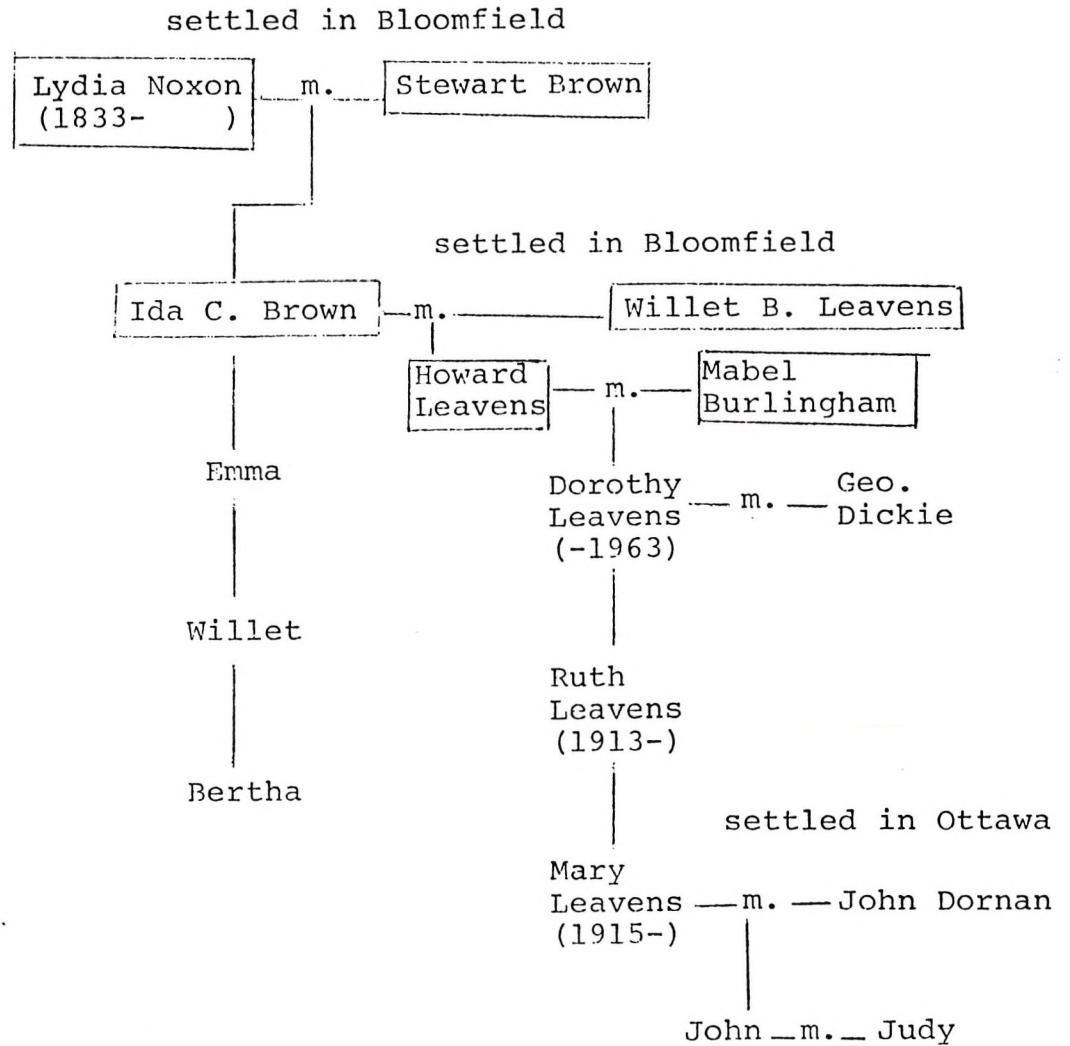 settled in Bloomfield
Lydia Noxon m. Stewart Brown
(1833- )
settled in Bloomfield
Ida C. Brown m. Willet B. Leavens
Howard
Leavens
m.
Mabel
Burlingham
Emma
Dorothy
Leavens
(-1963)
m.
Geo.
Dickie
Willet
Ruth
Leavens
(1913-)
Bertha
settled in Ottawa
Mary
Leavens m. John Dornan
(1915-)
John m. Judy